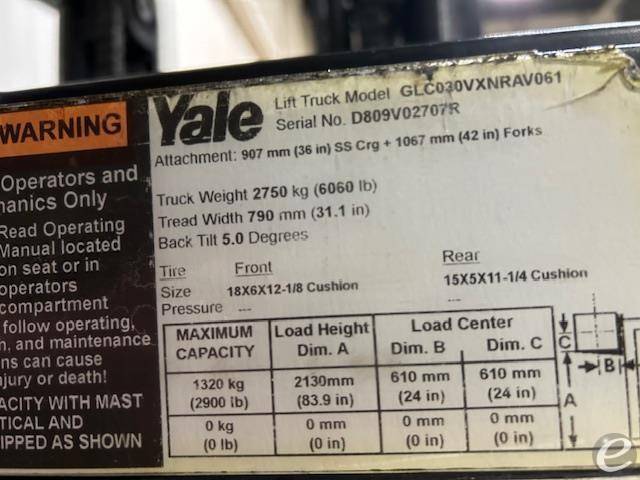 WARNING
Operators and
hanics Only
Read Operating
Manual located
on seat or in
operators
compartment
follow operating,
and maintenance
ns can cause
jury or death!
ACITY WITH MAST
TICAL AND
IPPED AS SHOWN
Yale
Lift Truck Model GLC030VXNRAV061
Serial No. D809V02707R
Attachment: 907 mm (36 in) SS Crg + 1067 mm (42 in) Forks
Truck Weight 2750 kg (6060 lb)
Tread Width 790 mm (31.1 in)
Back Tilt 5.0 Degrees
Tire Front Rear
Size 18X6X12-1/8 Cushion 15X5X11-1/4 Cushion
Pressure --- ---
MAXIMUM CAPACITY Load Height Dim. A Load Center Dim. B Dim. C
1320 kg 2130mm 610 mm 610 mm
(2900 lb) (83.9 in) (24 in) (24 in)
0 kg 0 mm 0 mm 0 mm
(0 lb) (0 in) (0 in) (0 in)
C
B
A
e